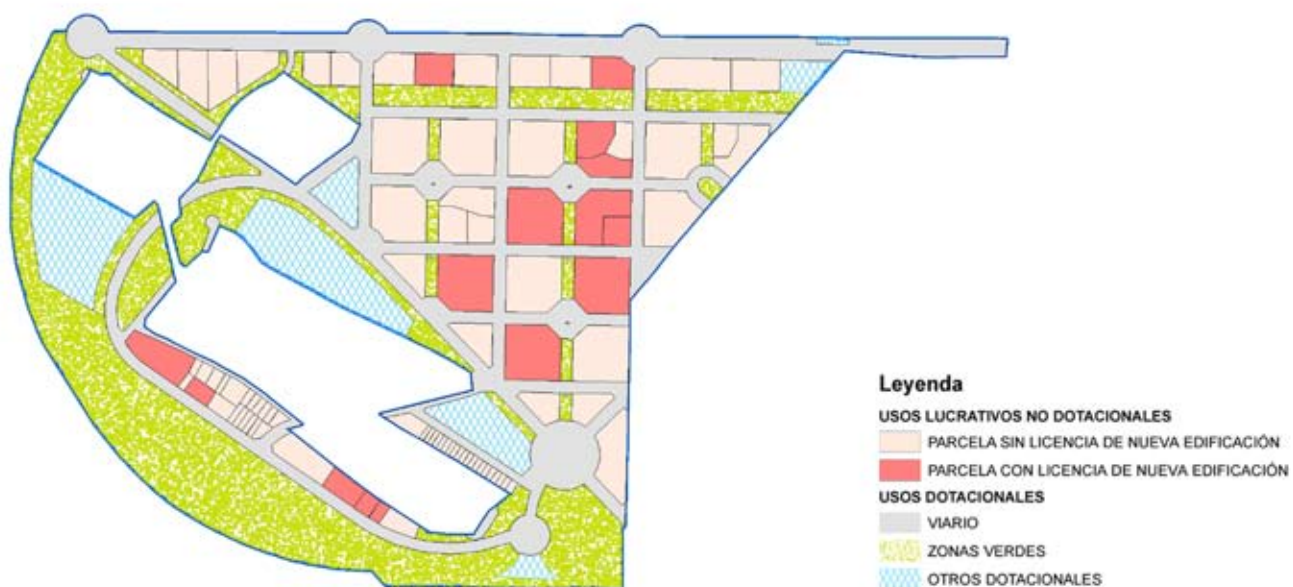 Leyenda
USOS LUCRATIVOS NO DOTACIONALES
PARCELA SIN LICENCIA DE NUEVA EDIFICACIÓN
PARCELA CON LICENCIA DE NUEVA EDIFICACIÓN
USOS DOTACIONALES
VIARIO
ZONAS VERDES
OTROS DOTACIONALES